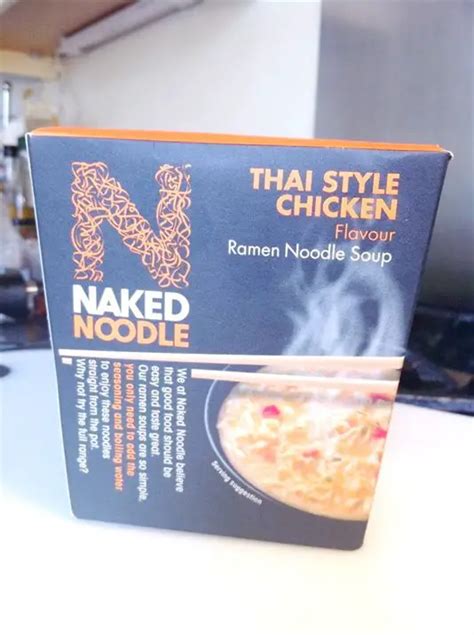 N
THAI STYLE
CHICKEN
Flavour
Ramen Noodle Soup
NAKED
NOODLE
We at Naked Noodle believe
that good food should be
easy and taste great.
Our ramen soups are so simple,
you only need to add the
seasoning and boiling water
to enjoy these noodles
straight from the pot.
Why not try the full range?
Serving suggestion